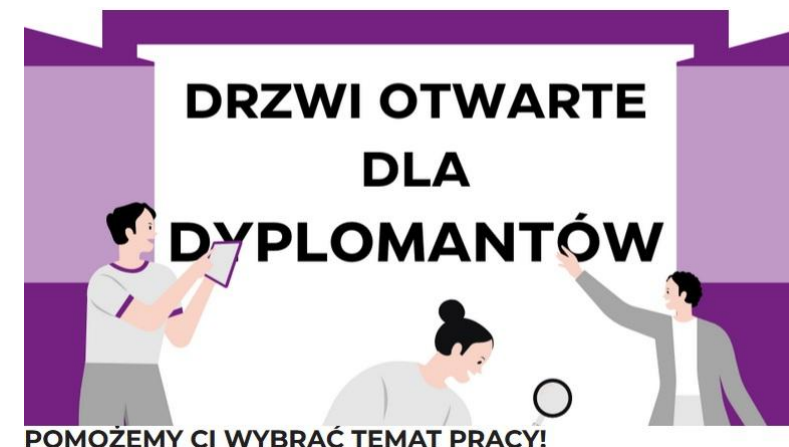 DRZWI OTWARTE
DLA
DYPLOMANTÓW
POMOŻEMY CI WYBRAĆ TEMAT PRACY!